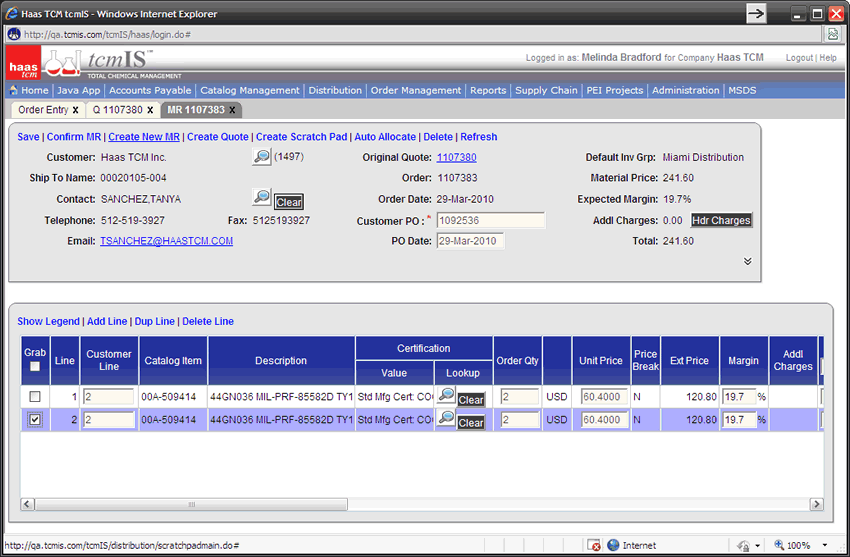 Haas TCM tcmIS - Windows Internet Explorer
http://qa.tcmis.com/tcmIS/haas/login.do#
haas tcm tcmIS™ TOTAL CHEMICAL MANAGEMENT
Logged in as: Melinda Bradford for Company Haas TCM Logout | Help
Home | Java App | Accounts Payable | Catalog Management | Distribution | Order Management | Reports | Supply Chain | PEI Projects | Administration | MSDS
Order Entry x Q 1107380 x MR 1107383 x
Save | Confirm MR | Create New MR | Create Quote | Create Scratch Pad | Auto Allocate | Delete | Refresh
Customer: Haas TCM Inc. (1497) Original Quote: 1107380 Default Inv Grp: Miami Distribution
Ship To Name: 00020105-004 Order: 1107383 Material Price: 241.60
Contact: SANCHEZ,TANYA Clear Order Date: 29-Mar-2010 Expected Margin: 19.7%
Telephone: 512-519-3927 Fax: 5125193927 Customer PO :* 1092536 Addl Charges: 0.00 Hdr Charges
Email: TSANCHEZ@HAASTCM.COM PO Date: 29-Mar-2010 Total: 241.60
Show Legend | Add Line | Dup Line | Delete Line
Grab Line Customer Line Catalog Item Description Certification Value Lookup Order Qty Unit Price Price Break Ext Price Margin Addl Charges
1 2 00A-509414 44GN036 MIL-PRF-85582D TY1 Std Mfg Cert: CO Clear 2 USD 60.4000 N 120.80 19.7 %
2 2 00A-509414 44GN036 MIL-PRF-85582D TY1 Std Mfg Cert: CO Clear 2 USD 60.4000 N 120.80 19.7 %
http://qa.tcmis.com/tcmIS/distribution/scratchpadmain.do# Internet 100%